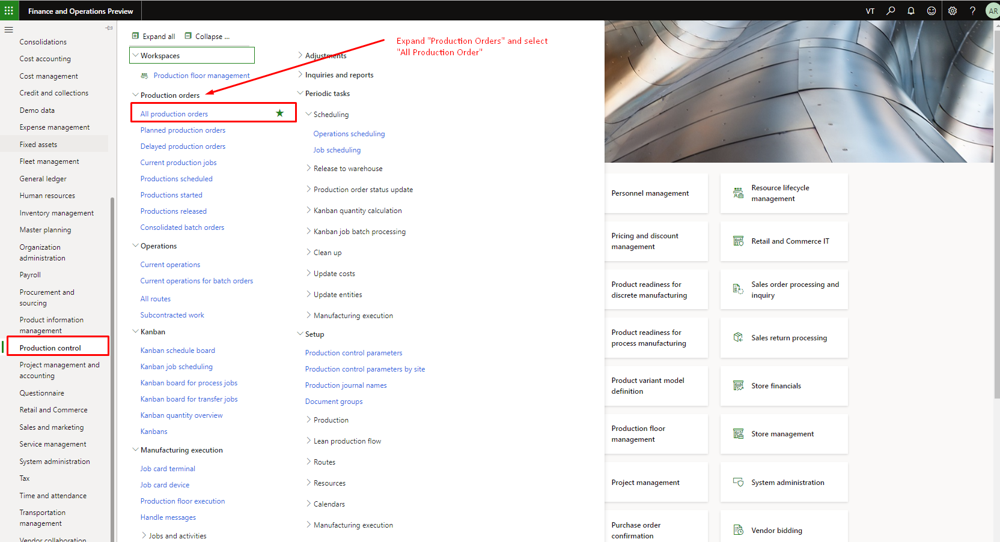 Finance and Operations Preview
VT
AR
Consolidations
Cost accounting
Cost management
Credit and collections
Demo data
Expense management
Fixed assets
Fleet management
General ledger
Human resources
Inventory management
Master planning
Organization
administration
Payroll
Procurement and
sourcing
Product information
management
Production control
Project management and
accounting
Questionnaire
Retail and Commerce
Sales and marketing
Service management
System administration
Tax
Time and attendance
Transportation
management
Vendor collaboration
Expand all
Collapse ...
Workspaces
Production floor management
Production orders
All production orders
Planned production orders
Delayed production orders
Current production jobs
Productions scheduled
Productions started
Productions released
Consolidated batch orders
Operations
Current operations
Current operations for batch orders
All routes
Subcontracted work
Kanban
Kanban schedule board
Kanban job scheduling
Kanban board for process jobs
Kanban board for transfer jobs
Kanban quantity overview
Kanbans
Manufacturing execution
Job card terminal
Job card device
Production floor execution
Handle messages
Jobs and activities
Adjustments
Inquiries and reports
Periodic tasks
Scheduling
Operations scheduling
Job scheduling
Release to warehouse
Production order status update
Kanban quantity calculation
Kanban job batch processing
Clean up
Update costs
Update entities
Manufacturing execution
Setup
Production control parameters
Production control parameters by site
Production journal names
Document groups
Production
Lean production flow
Routes
Resources
Calendars
Manufacturing execution
Expand "Production Orders" and select
"All Production Order"
Personnel management
Pricing and discount
management
Product readiness for
discrete manufacturing
Product readiness for
process manufacturing
Product variant model
definition
Production floor
management
Project management
Purchase order
confirmation
Resource lifecycle
management
Retail and Commerce IT
Sales order processing and
inquiry
Sales return processing
Store financials
Store management
System administration
Vendor bidding